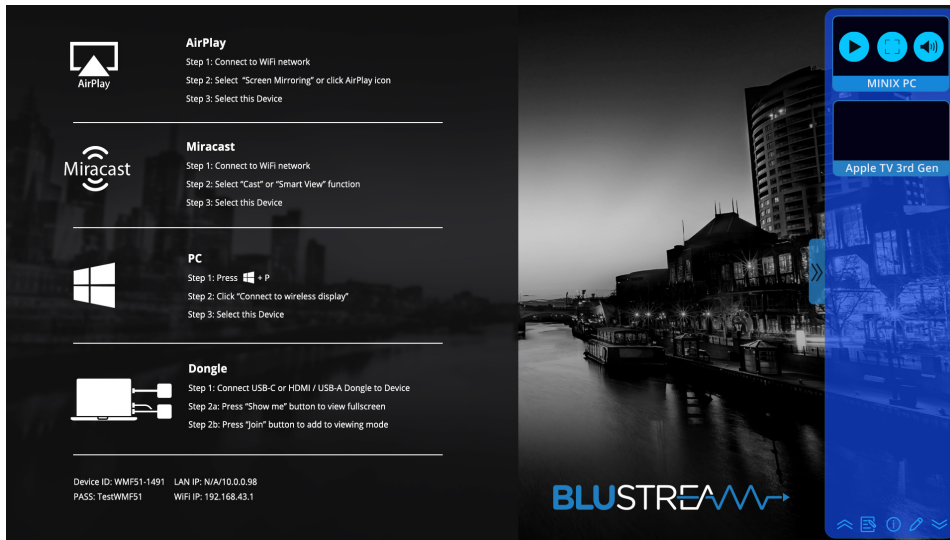 AirPlay
AirPlay
Step 1: Connect to WiFi network
Step 2: Select “Screen Mirroring” or click AirPlay icon
Step 3: Select this Device
Miracast
Miracast
Step 1: Connect to WiFi network
Step 2: Select “Cast” or “Smart View” function
Step 3: Select this Device
PC
Step 1: Press + P
Step 2: Click “Connect to wireless display”
Step 3: Select this Device
Dongle
Step 1: Connect USB-C or HDMI / USB-A Dongle to Device
Step 2a: Press “Show me” button to view fullscreen
Step 2b: Press “Join” button to add to viewing mode
Device ID: WMF51-1491 LAN IP: N/A/10.0.0.98
PASS: TestWMF51 WiFi IP: 192.168.43.1
BLUSTREAM
MINIX PC
Apple TV 3rd Gen